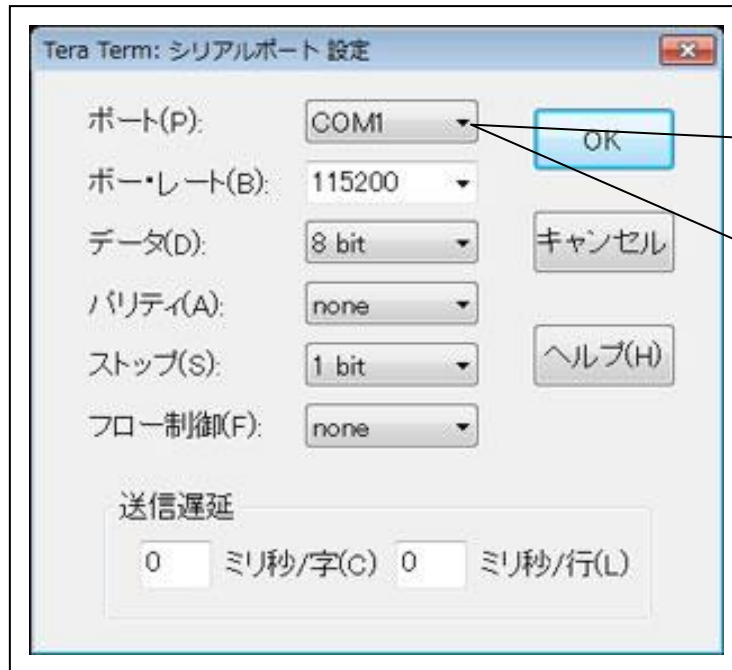 Tera Term: シリアルポート 設定
ポート(P): COM1
OK
ボー・レート(B): 115200
データ(D): 8 bit
キャンセル
パリティ(A): none
ストップ(S): 1 bit
ヘルプ(H)
フロー制御(F): none
送信遅延
0 ミリ秒/字(C) 0 ミリ秒/行(L)